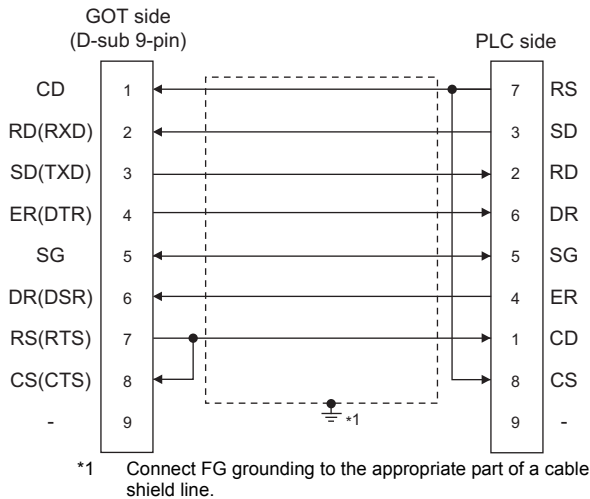 GOT side
(D-sub 9-pin) PLC side
CD 1 7 RS
RD(RXD) 2 3 SD
SD(TXD) 3 2 RD
ER(DTR) 4 6 DR
SG 5 5 SG
DR(DSR) 6 4 ER
RS(RTS) 7 1 CD
CS(CTS) 8 8 CS
- 9 *1 9 -
*1 Connect FG grounding to the appropriate part of a cable
shield line.